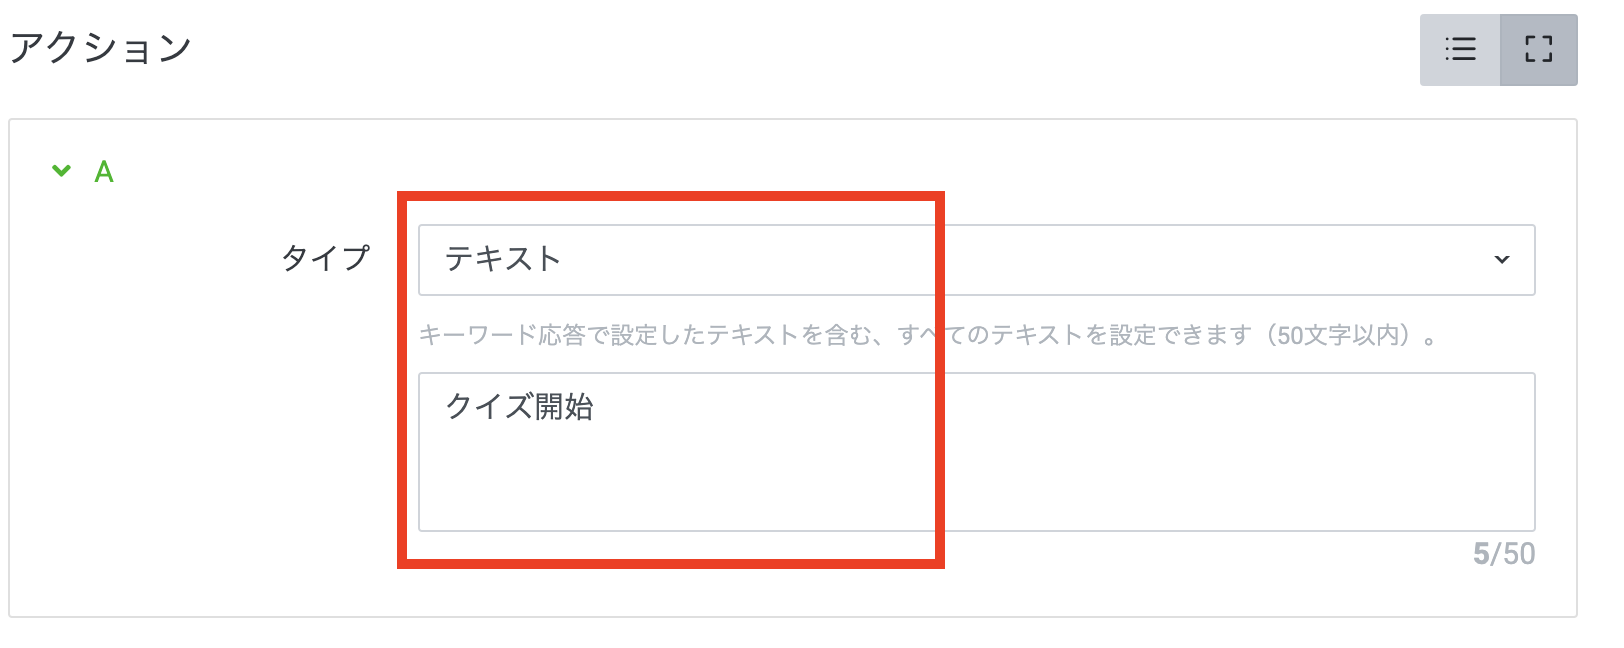 アクション
A
タイプ
テキスト
キーワード応答で設定したテキストを含む、すべてのテキストを設定できます（50文字以内）。
クイズ開始
5/50